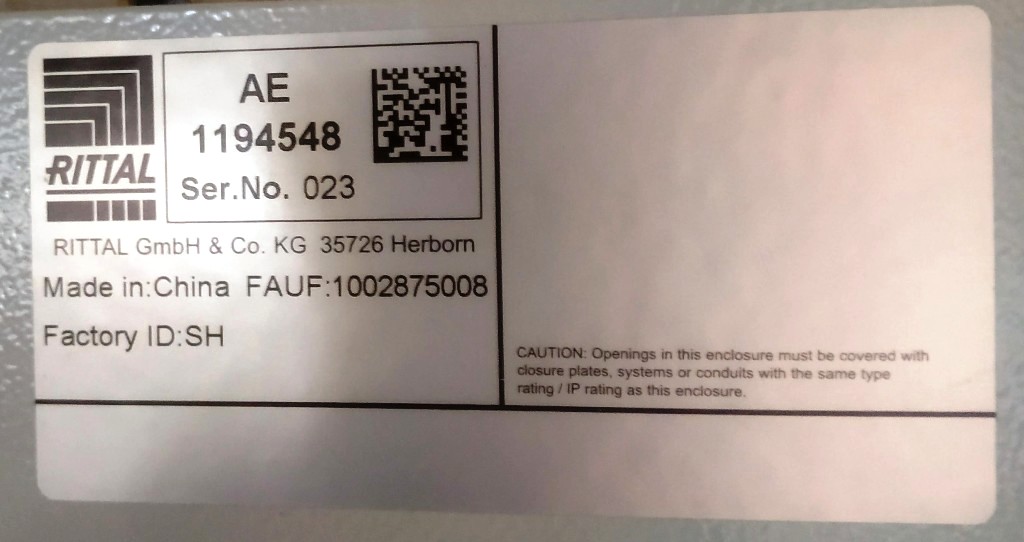 AE
1194548
Ser.No. 023
RITTAL
RITTAL GmbH & Co. KG 35726 Herborn
Made in:China FAUF:1002875008
Factory ID:SH
CAUTION: Openings in this enclosure must be covered with
closure plates, systems or conduits with the same type
rating / IP rating as this enclosure.